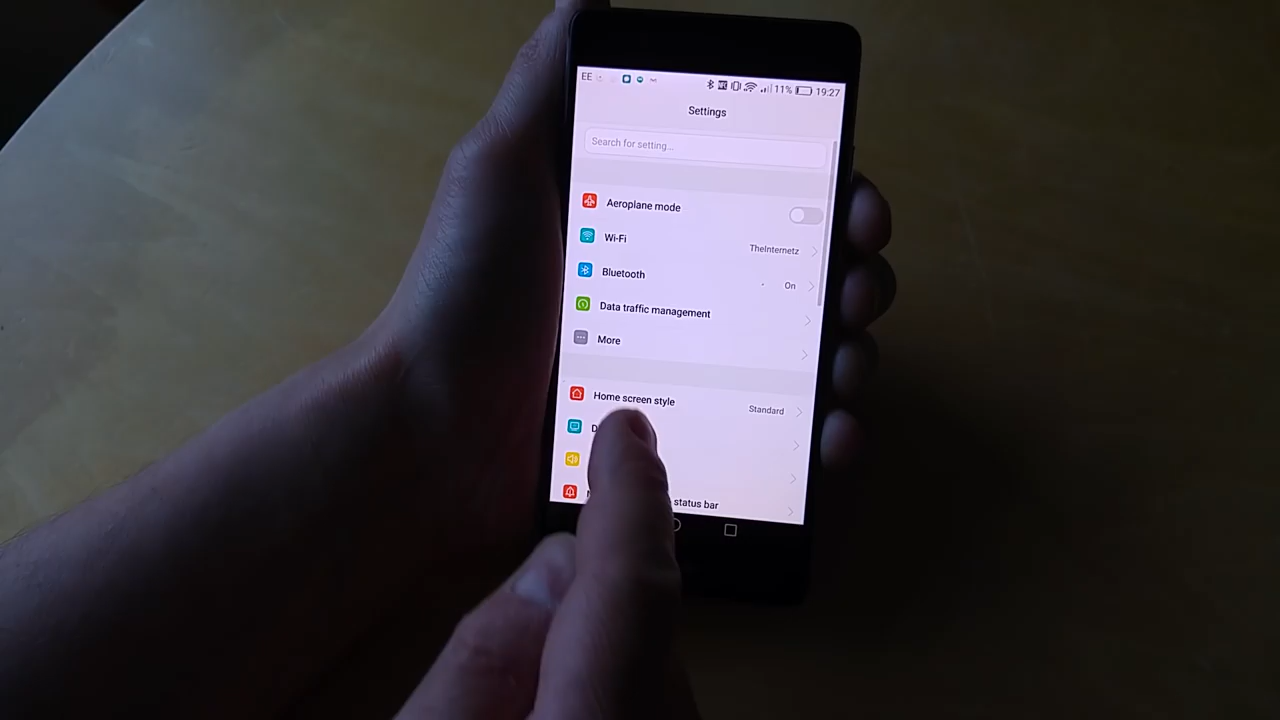 EE 11% 19:27
Settings
Search for setting...
Aeroplane mode
Wi-Fi TheInternetz
Bluetooth On
Data traffic management
More
Home screen style Standard
status bar